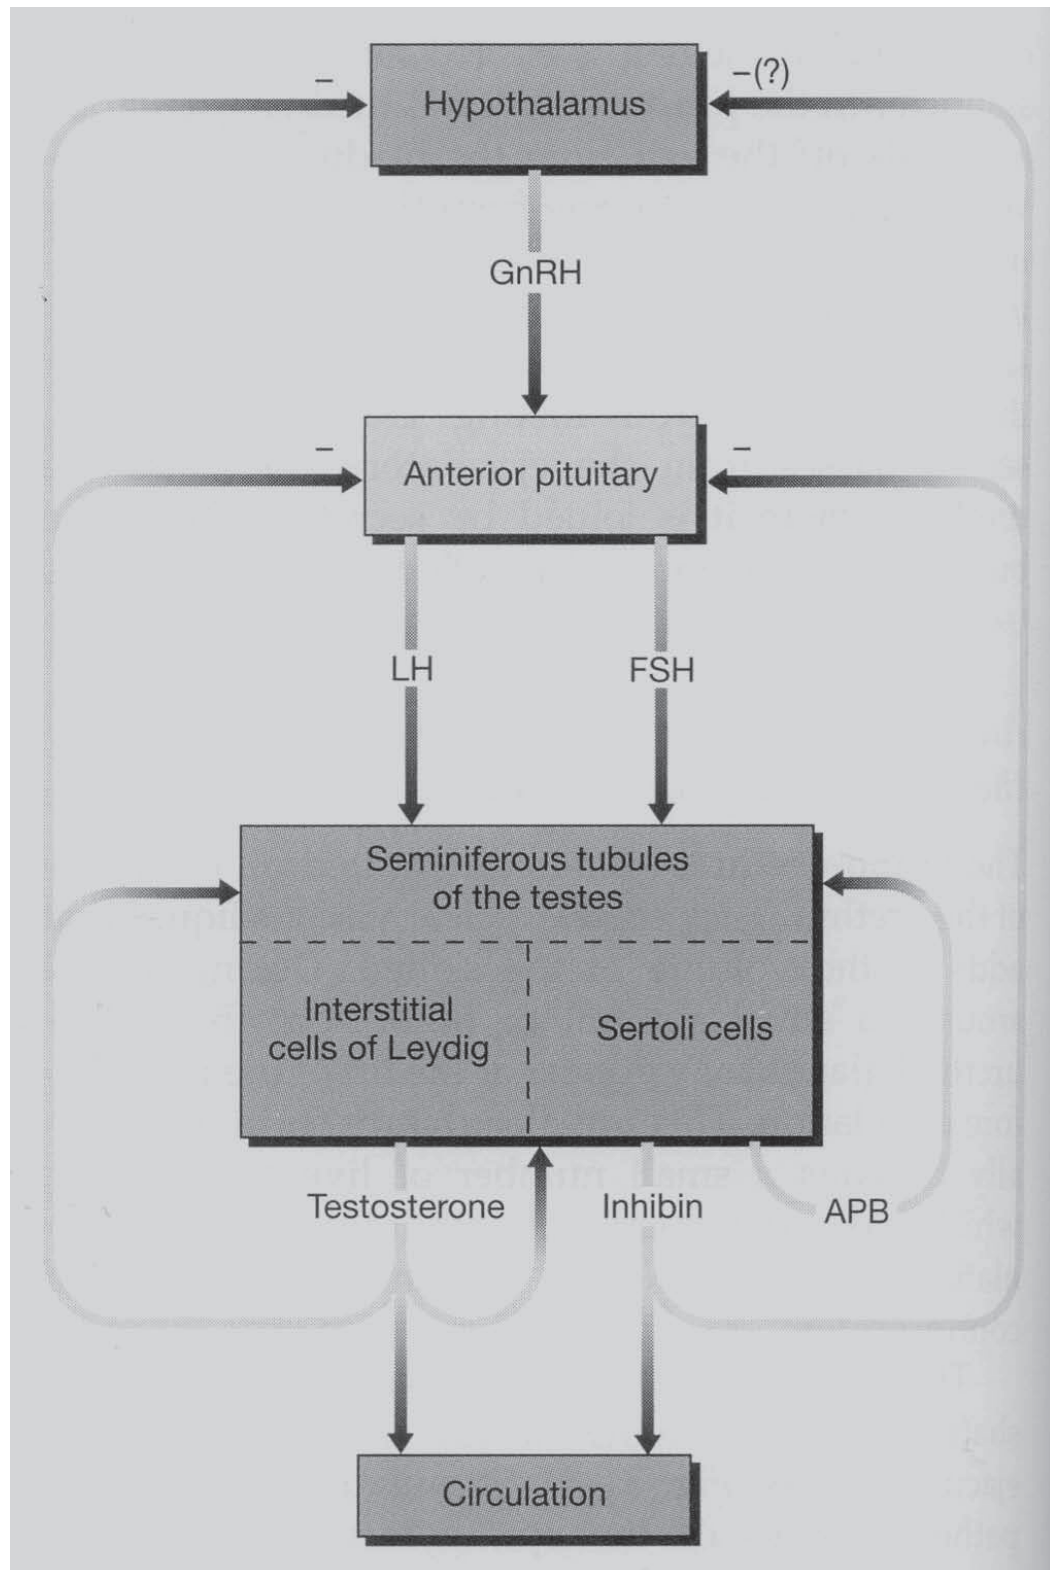 –
–(?)
Hypothalamus
GnRH
–
–
Anterior pituitary
LH
FSH
Seminiferous tubules
of the testes
Interstitial
cells of Leydig
Sertoli cells
Testosterone
Inhibin
APB
Circulation